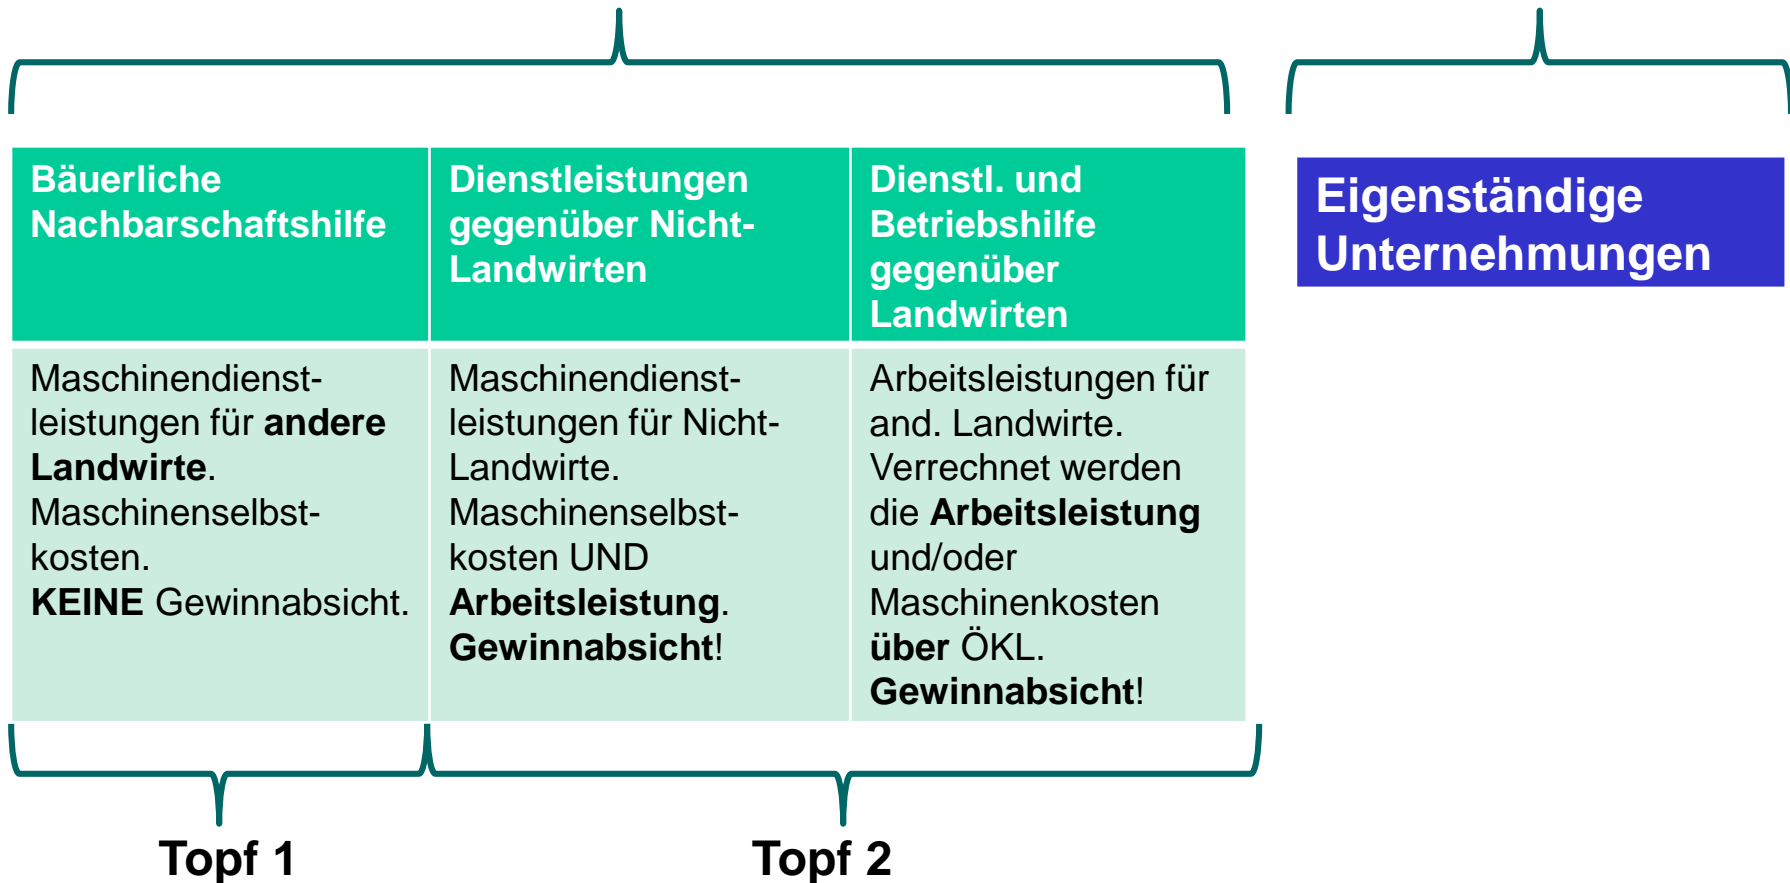 Bäuerliche
Nachbarschaftshilfe
Dienstleistungen
gegenüber Nicht-
Landwirten
Dienstl. und
Betriebshilfe
gegenüber
Landwirten
Eigenständige
Unternehmungen
Maschinendienst-
leistungen für andere
Landwirte.
Maschinenselbst-
kosten.
KEINE Gewinnabsicht.
Maschinendienst-
leistungen für Nicht-
Landwirte.
Maschinenselbst-
kosten UND
Arbeitsleistung.
Gewinnabsicht!
Arbeitsleistungen für
and. Landwirte.
Verrechnet werden
die Arbeitsleistung
und/oder
Maschinenkosten
über ÖKL.
Gewinnabsicht!
Topf 1
Topf 2